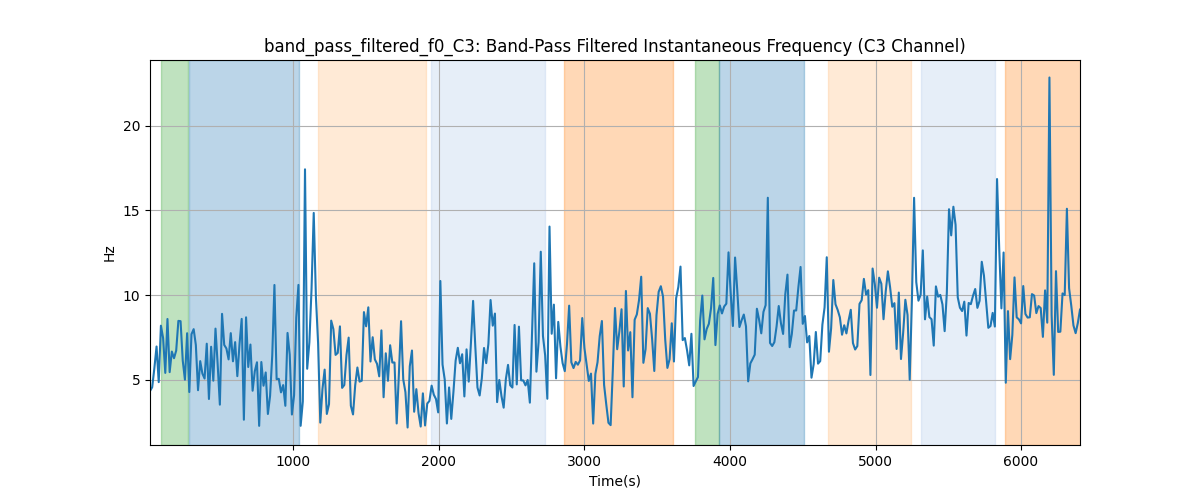 band_pass_filtered_f0_C3: Band-Pass Filtered Instantaneous Frequency (C3 Channel)
20
15
10
5
Hz
1000 2000 3000 4000 5000 6000
Time(s)